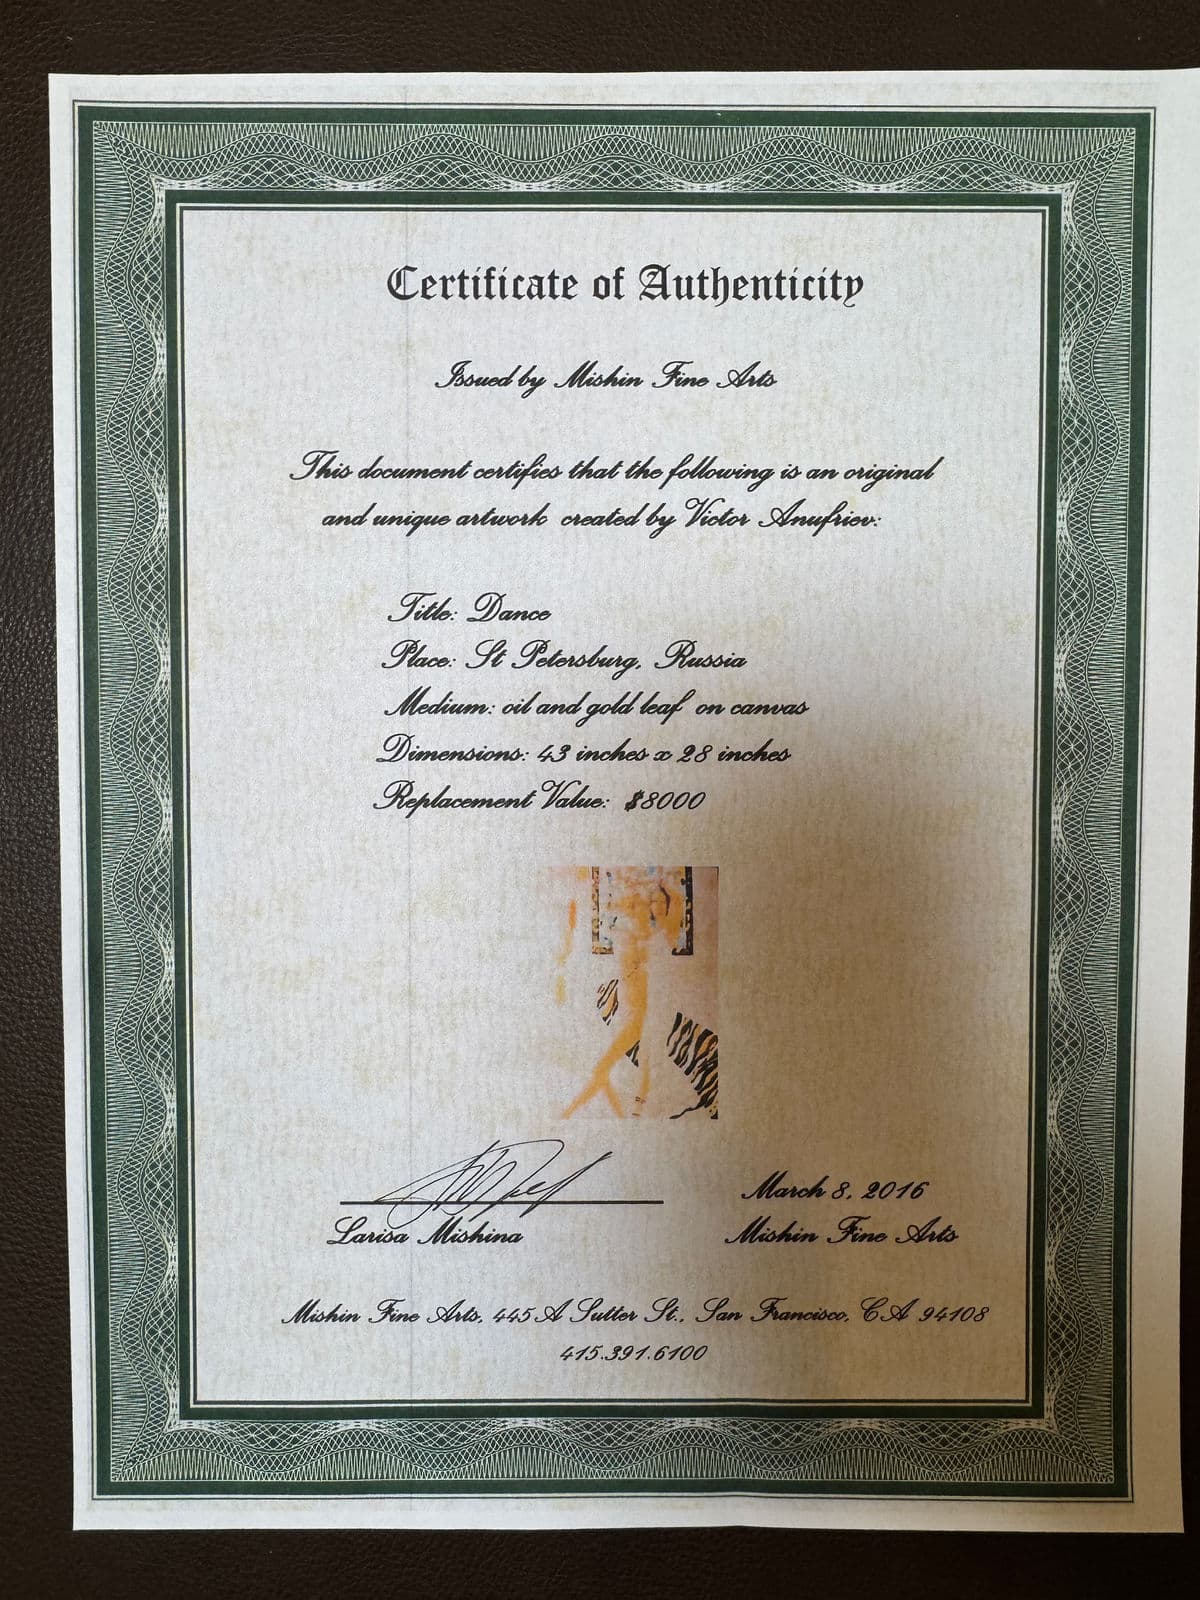 Certificate of Authenticity
Issued by Mishin Fine Arts
This document certifies that the following is an original
and unique artwork created by Victor Anufriev:
Title: Dance
Place: St Petersburg, Russia
Medium: oil and gold leaf on canvas
Dimensions: 43 inches x 28 inches
Replacement Value: $8000
March 8, 2016
Larisa Mishina
Mishin Fine Arts
Mishin Fine Arts, 445 A Sutter St., San Francisco, CA 94108
415.391.6100